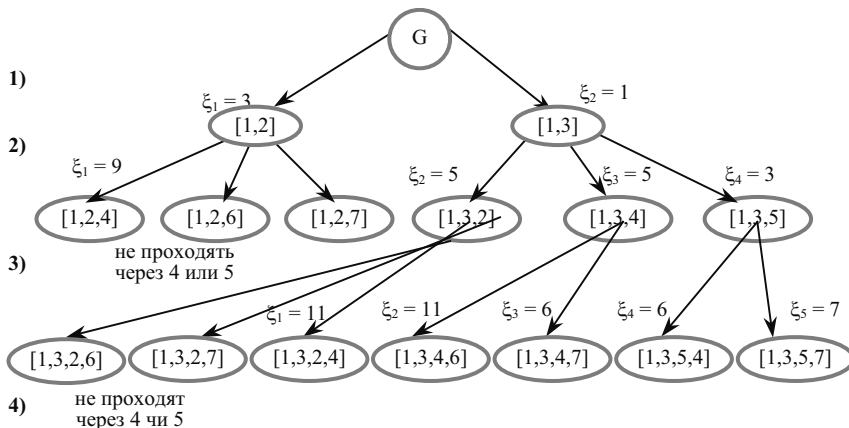 G
1)
ξ₁ = 3
ξ₂ = 1
[1,2]
[1,3]
2)
ξ₁ = 9
ξ₂ = 5
ξ₃ = 5
ξ₄ = 3
[1,2,4]
[1,2,6]
[1,2,7]
[1,3,2]
[1,3,4]
[1,3,5]
не проходять
через 4 или 5
3)
ξ₁ = 11
ξ₂ = 11
ξ₃ = 6
ξ₄ = 6
ξ₅ = 7
[1,3,2,6]
[1,3,2,7]
[1,3,2,4]
[1,3,4,6]
[1,3,4,7]
[1,3,5,4]
[1,3,5,7]
4)
не проходят
через 4 чи 5